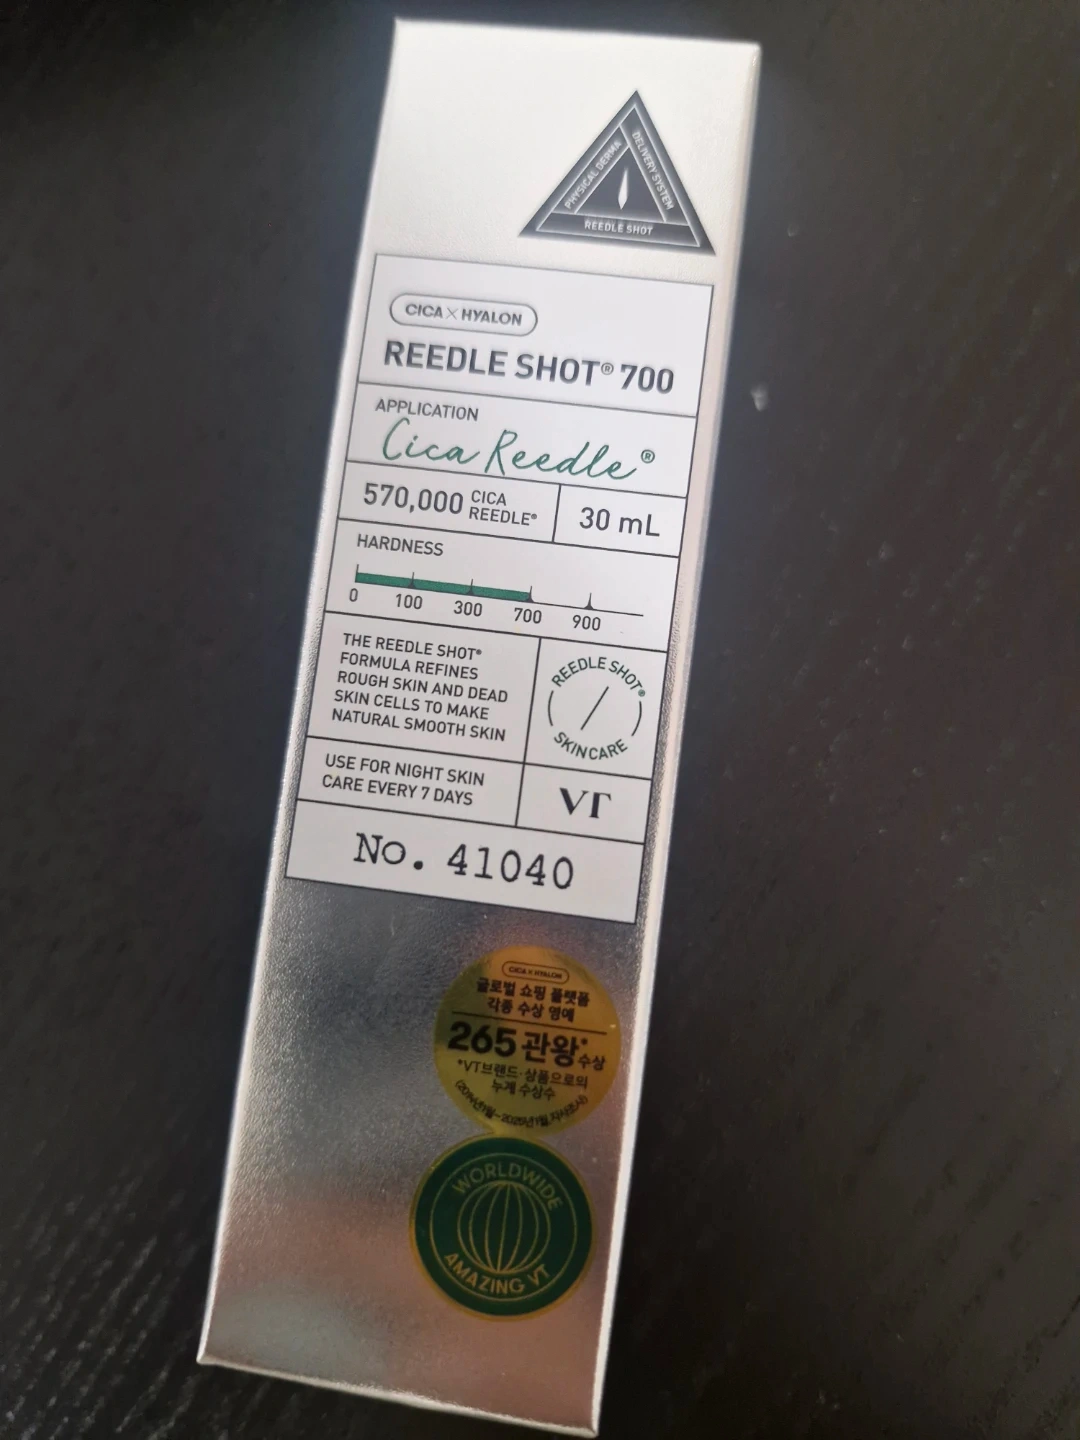 PHYSICAL DERMA
DELIVERY SYSTEM
REEDLE SHOT
CICA × HYALON
REEDLE SHOT® 700
APPLICATION
Cica Reedle®
570,000 CICA
REEDLE®
30 mL
HARDNESS
0 100 300 700 900
THE REEDLE SHOT®
FORMULA REFINES
ROUGH SKIN AND DEAD
SKIN CELLS TO MAKE
NATURAL SMOOTH SKIN
REEDLE SHOT®
SKINCARE
USE FOR NIGHT SKIN
CARE EVERY 7 DAYS
VT
No. 41040
CICA × HYALON
글로벌 쇼핑 플랫폼
각종 수상 영예
265 관왕* 수상
*VT브랜드·상품으로의
누계 수상수
WORLDWIDE
AMAZING VT